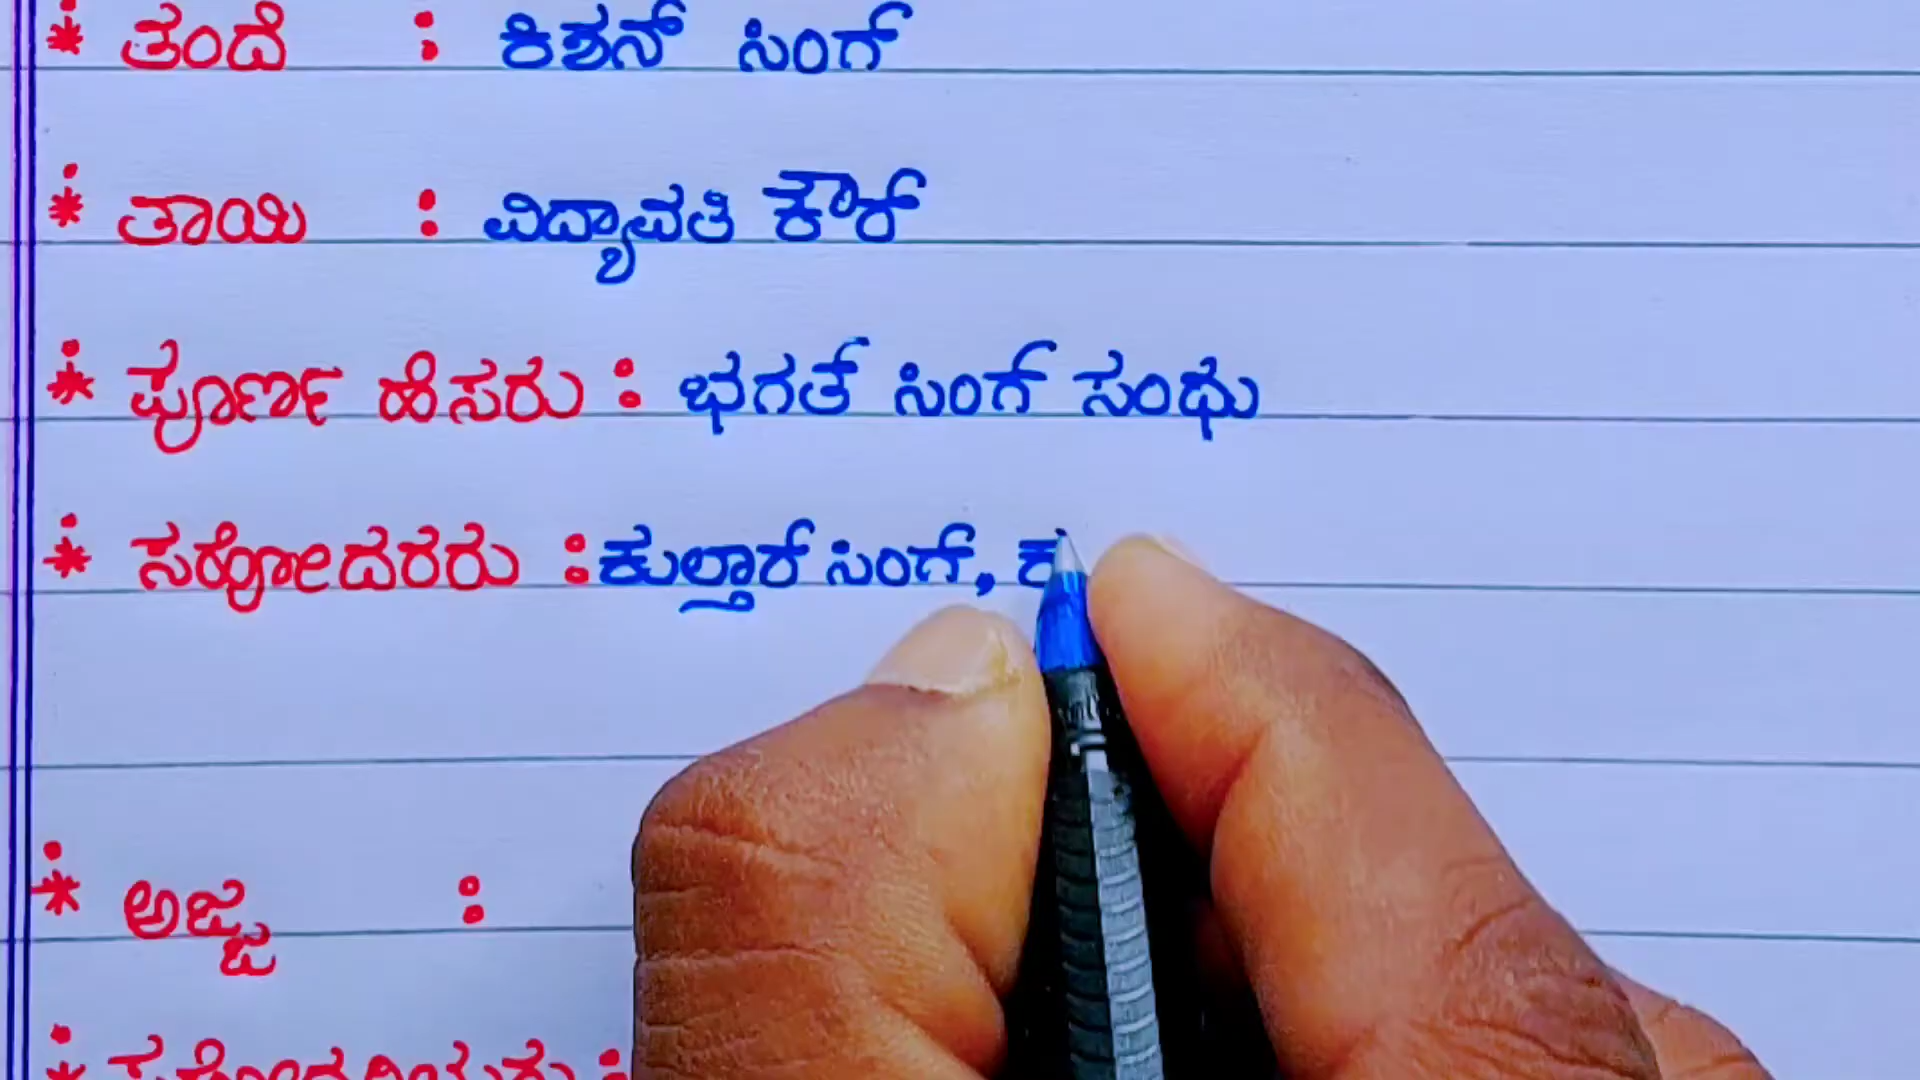 * ತಂದೆ : ಕಿಶನ್ ಸಿಂಗ್
* ತಾಯಿ : ವಿದ್ಯಾವತಿ ಕೌರ್
* ಪೂರ್ಣ ಹೆಸರು : ಭಗತ್ ಸಿಂಗ್ ಸಂಧು
* ಸಹೋದರರು : ಕುಲ್ತಾರ್ ಸಿಂಗ್,
* ಅಜ್ಜ :